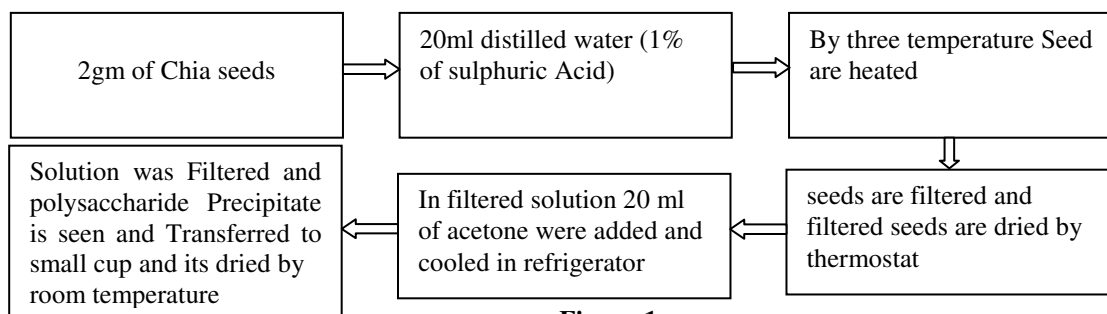 2gm of Chia seeds
20ml distilled water (1%
of sulphuric Acid)
By three temperature Seed
are heated
seeds are filtered and
filtered seeds are dried by
thermostat
In filtered solution 20 ml
of acetone were added and
cooled in refrigerator
Solution was Filtered and
polysaccharide Precipitate
is seen and Transferred to
small cup and its dried by
room temperature